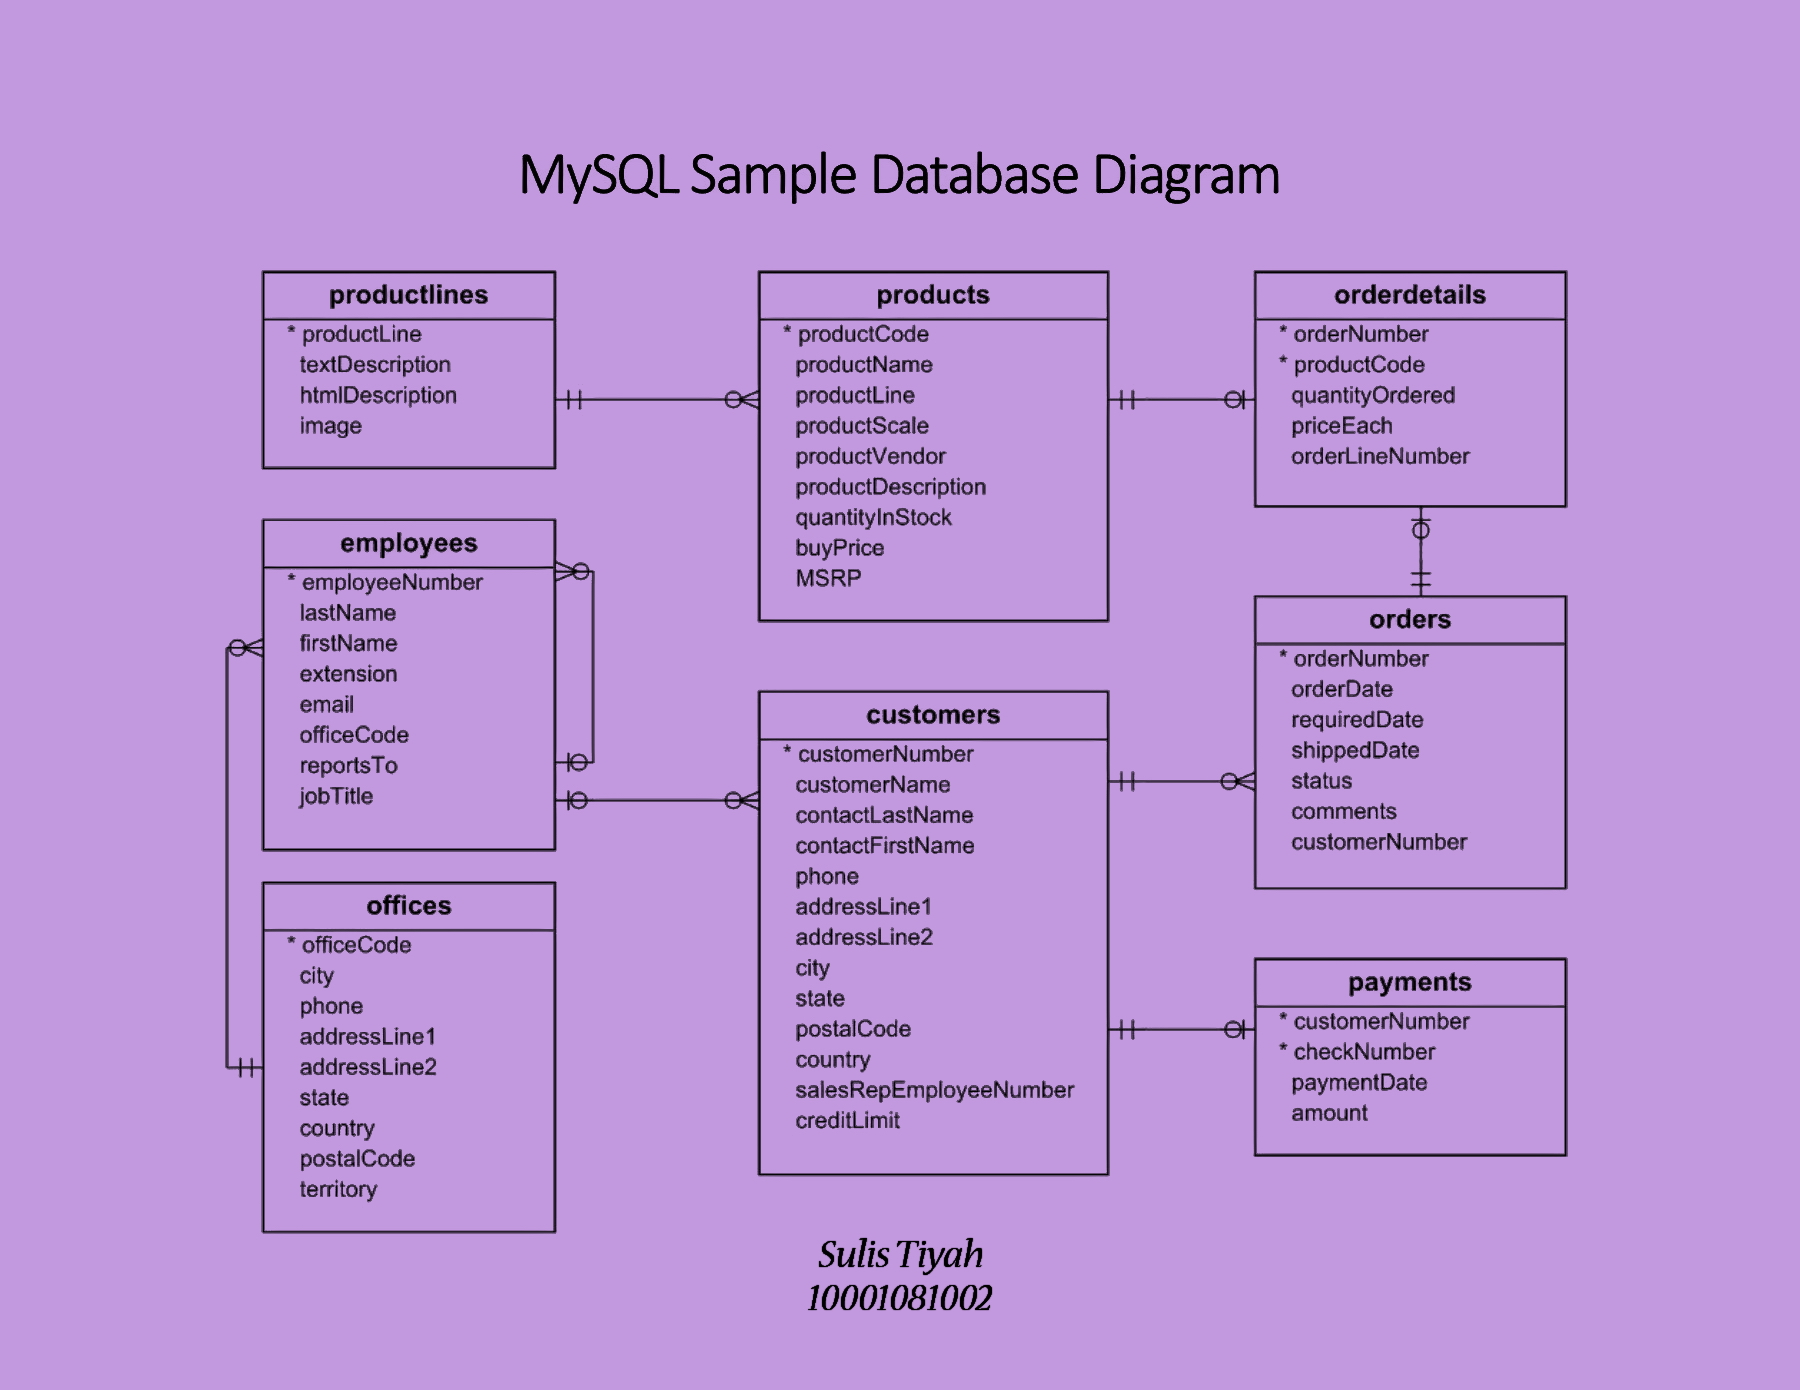 MySQL Sample Database Diagram
productlines
* productLine
textDescription
htmlDescription
image
products
* productCode
productName
productLine
productScale
productVendor
productDescription
quantityInStock
buyPrice
MSRP
orderdetails
* orderNumber
* productCode
quantityOrdered
priceEach
orderLineNumber
employees
* employeeNumber
lastName
firstName
extension
email
officeCode
reportsTo
jobTitle
customers
* customerNumber
customerName
contactLastName
contactFirstName
phone
addressLine1
addressLine2
city
state
postalCode
country
salesRepEmployeeNumber
creditLimit
orders
* orderNumber
orderDate
requiredDate
shippedDate
status
comments
customerNumber
offices
* officeCode
city
phone
addressLine1
addressLine2
state
country
postalCode
territory
payments
* customerNumber
* checkNumber
paymentDate
amount
Sulis Tiyah
10001081002